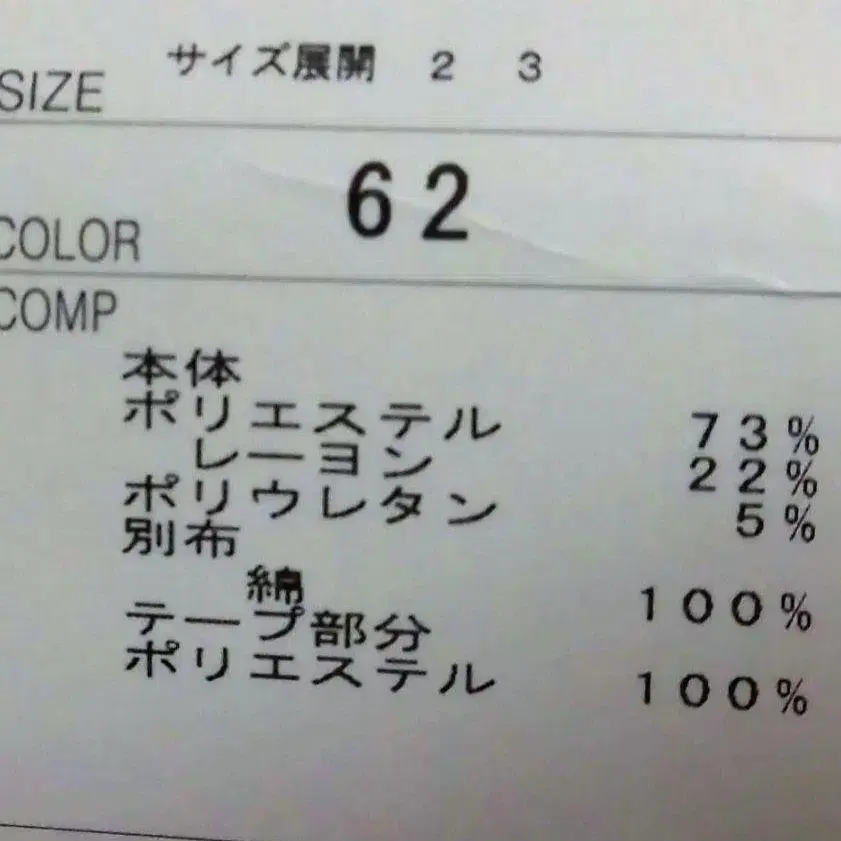 サイズ展開 2 3
SIZE
62
COLOR
COMP
本体
ポリエステル 73%
レーヨン 22%
ポリウレタン 5%
別布
綿 100%
テープ部分
ポリエステル 100%